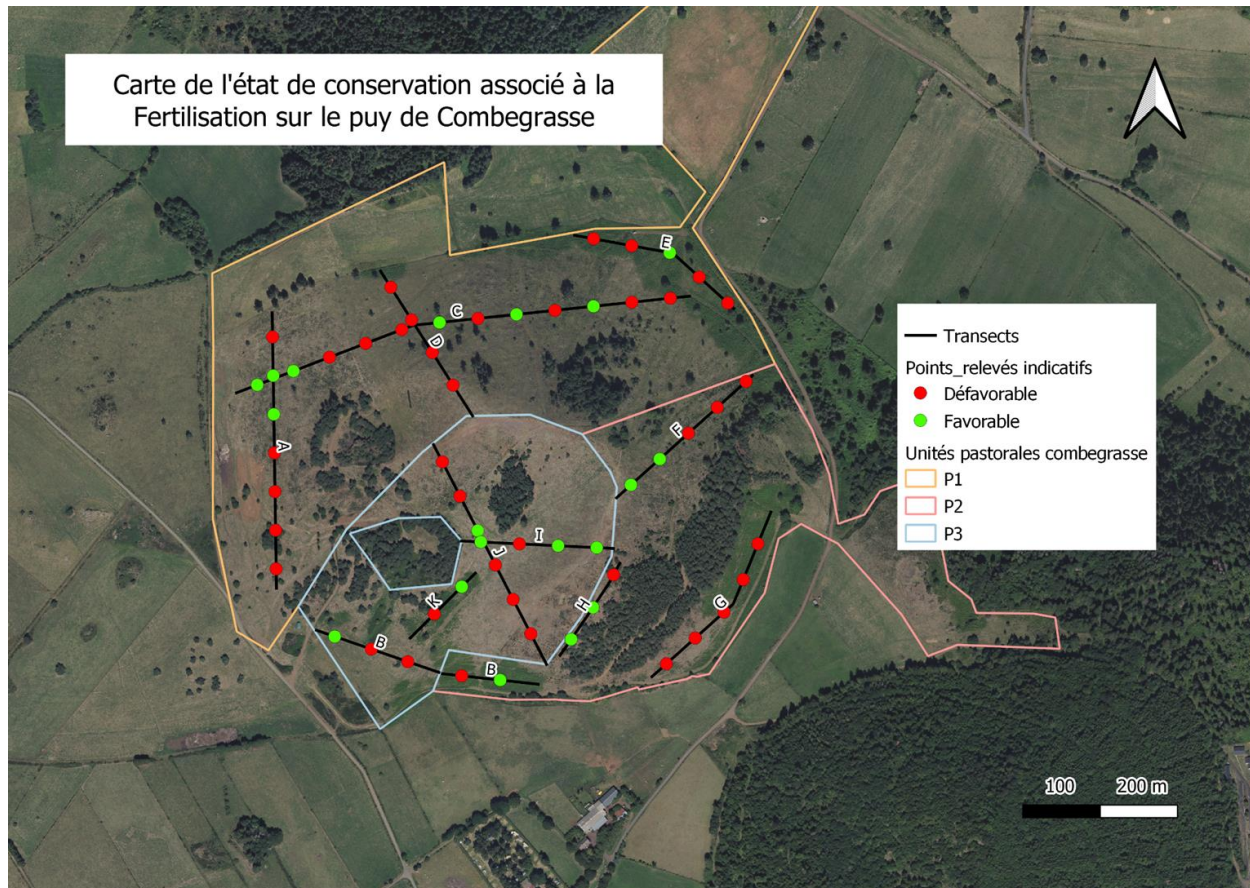 Carte de l'état de conservation associé à la
Fertilisation sur le puy de Combegrasse
E
C
D
A
F
I
J
K
H
G
B
B
Transects
Points_relevés indicatifs
Défavorable
Favorable
Unités pastorales combegrasse
P1
P2
P3
100 200 m